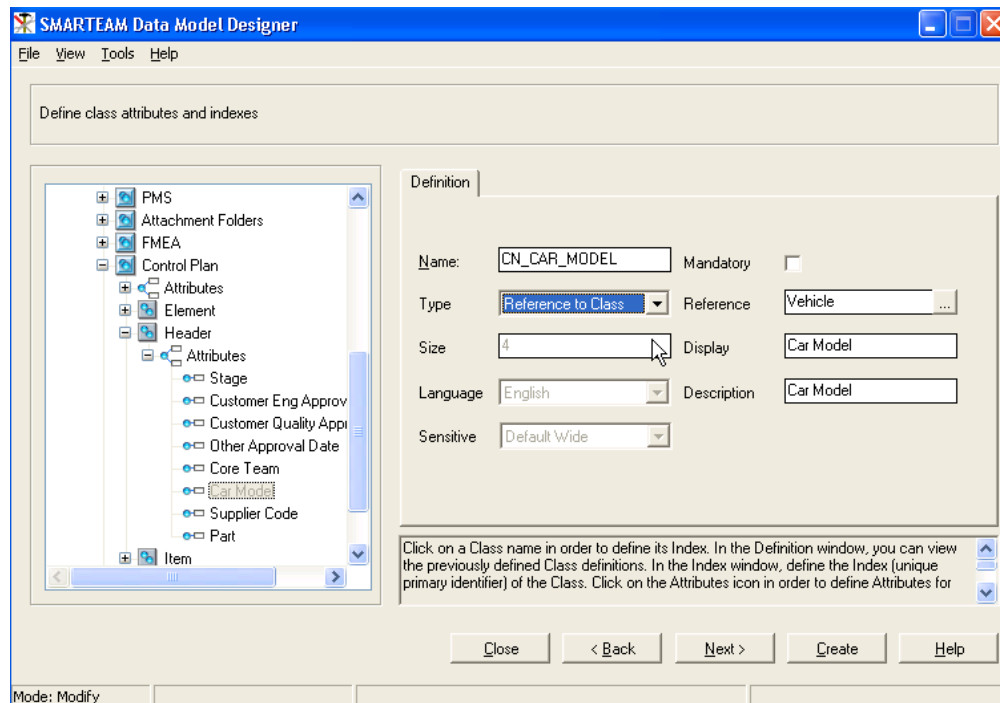 SMARTEAM Data Model Designer
File View Tools Help
Define class attributes and indexes
PMS
Attachment Folders
FMEA
Control Plan
Attributes
Element
Header
Attributes
Stage
Customer Eng Approv
Customer Quality Appr
Other Approval Date
Core Team
Car Model
Supplier Code
Part
Item
Definition
Name: CN_CAR_MODEL Mandatory
Type Reference to Class Reference Vehicle ...
Size 4 Display Car Model
Language English Description Car Model
Sensitive Default Wide
Click on a Class name in order to define its Index. In the Definition window, you can view
the previously defined Class definitions. In the Index window, define the Index (unique
primary identifier) of the Class. Click on the Attributes icon in order to define Attributes for
Close < Back Next > Create Help
Mode: Modify